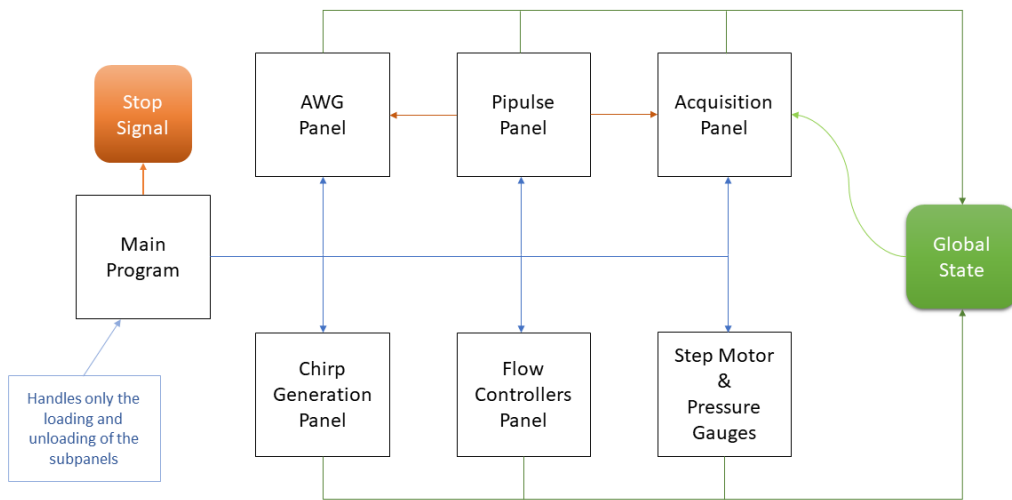 Stop
Signal
AWG
Panel
Pipulse
Panel
Acquisition
Panel
Main
Program
Global
State
Handles only the
loading and
unloading of the
subpanels
Chirp
Generation
Panel
Flow
Controllers
Panel
Step Motor
&
Pressure
Gauges